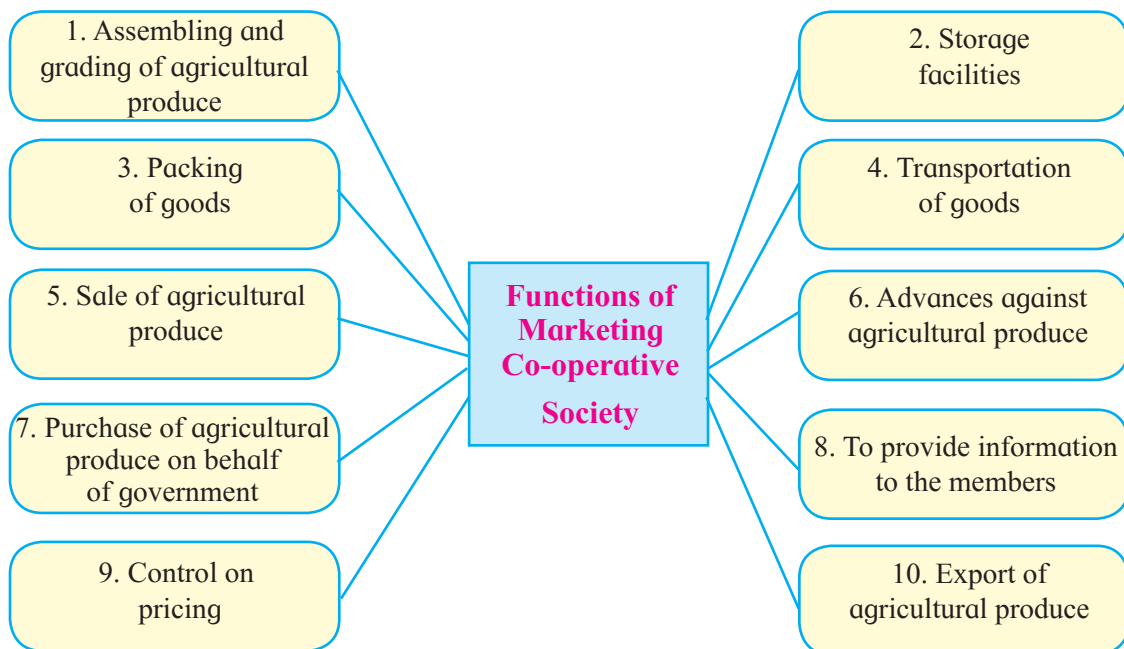 1. Assembling and
grading of agricultural
produce
2. Storage
facilities
3. Packing
of goods
4. Transportation
of goods
5. Sale of agricultural
produce
Functions of
Marketing
Co-operative
Society
6. Advances against
agricultural produce
7. Purchase of agricultural
produce on behalf
of government
8. To provide information
to the members
9. Control on
pricing
10. Export of
agricultural produce